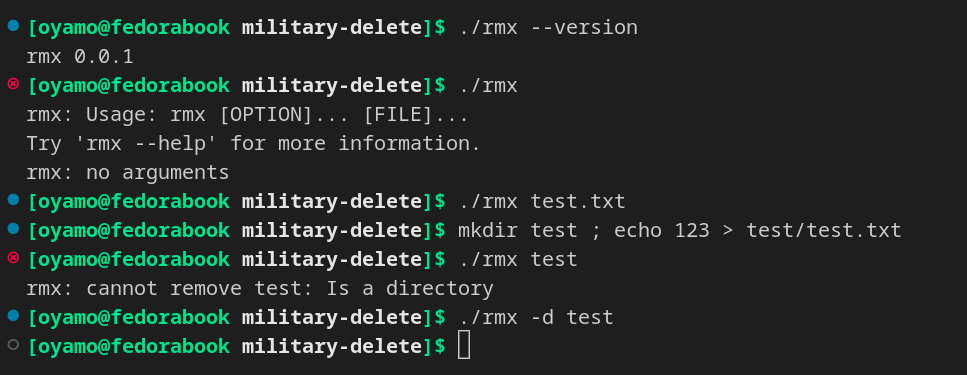 [oyamo@fedorabook military-delete]$ ./rmx --version
rmx 0.0.1
[oyamo@fedorabook military-delete]$ ./rmx
rmx: Usage: rmx [OPTION]... [FILE]...
Try 'rmx --help' for more information.
rmx: no arguments
[oyamo@fedorabook military-delete]$ ./rmx test.txt
[oyamo@fedorabook military-delete]$ mkdir test ; echo 123 > test/test.txt
[oyamo@fedorabook military-delete]$ ./rmx test
rmx: cannot remove test: Is a directory
[oyamo@fedorabook military-delete]$ ./rmx -d test
[oyamo@fedorabook military-delete]$